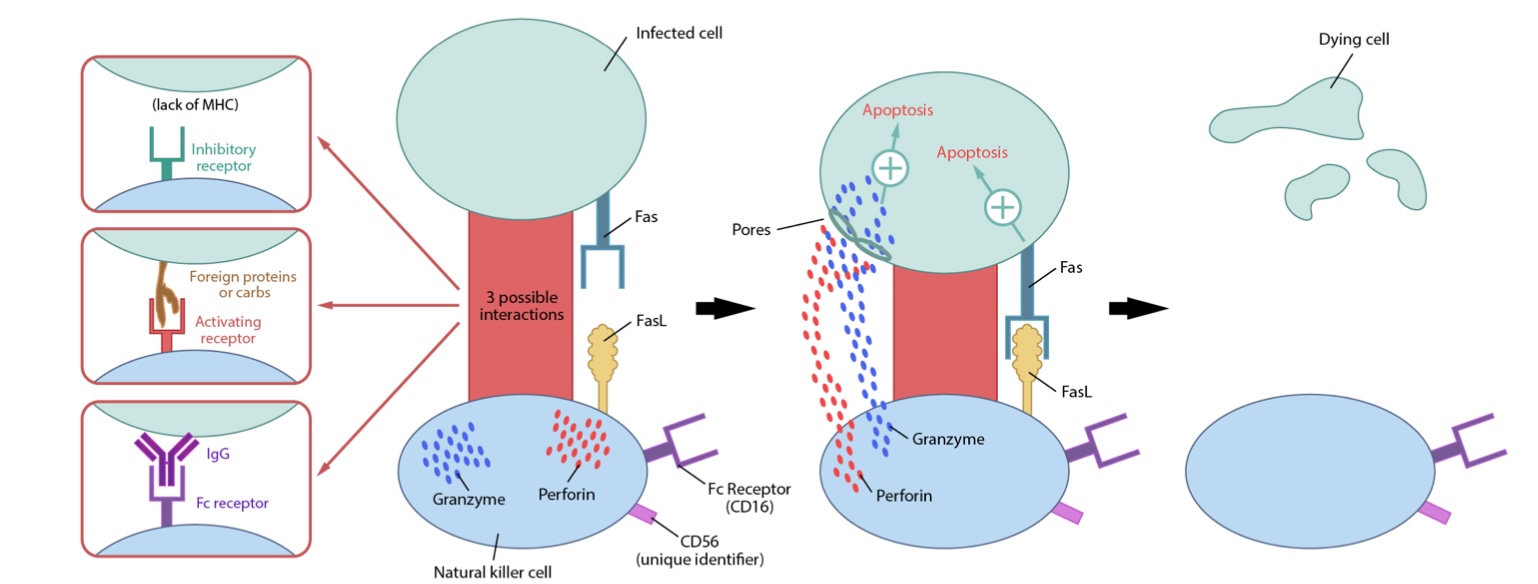 (lack of MHC)
Inhibitory
receptor
Foreign proteins
or carbs
Activating
receptor
IgG
Fc receptor
Infected cell
Fas
3 possible
interactions
FasL
Granzyme
Perforin
Fc Receptor
(CD16)
CD56
(unique identifier)
Natural killer cell
Apoptosis
Apoptosis
Pores
Fas
FasL
Granzyme
Perforin
Dying cell